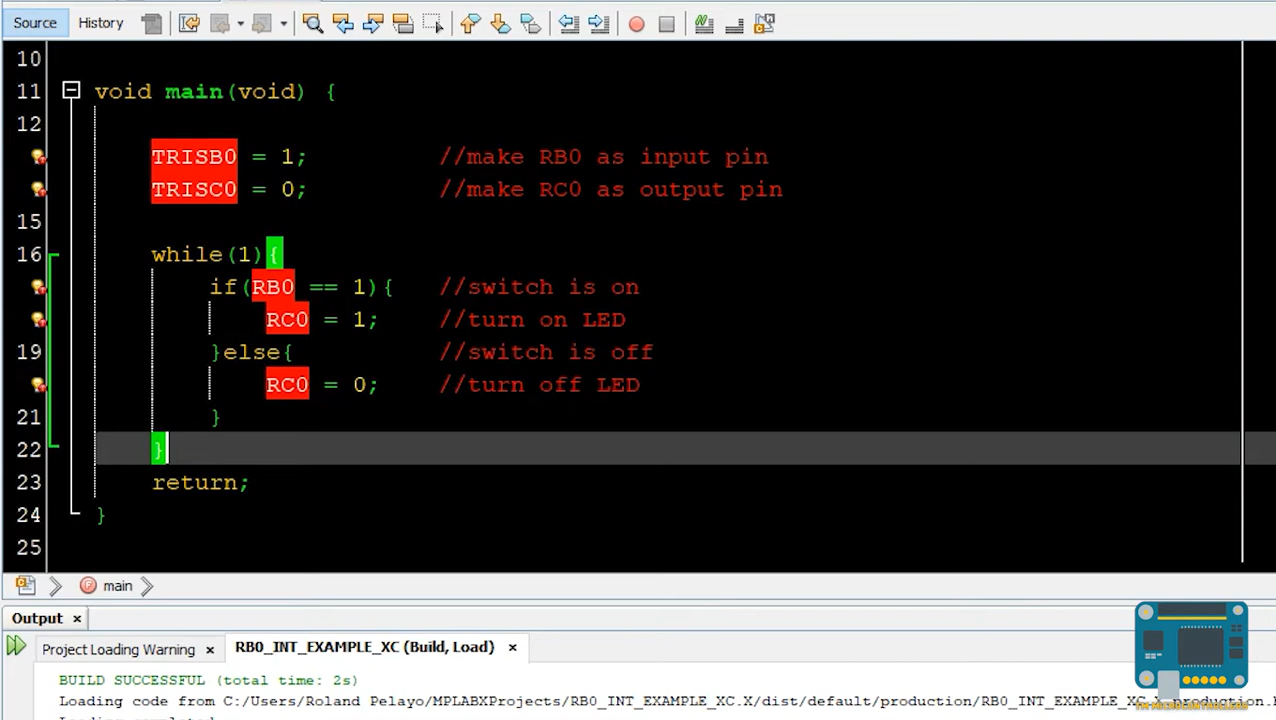 Source History
10
11 void main(void) {
12
TRISB0 = 1; //make RB0 as input pin
TRISC0 = 0; //make RC0 as output pin
15
16 while(1){
if(RB0 == 1){ //switch is on
RC0 = 1; //turn on LED
19 }else{ //switch is off
RC0 = 0; //turn off LED
21 }
22 }
23 return;
24 }
25
main
Output ×
Project Loading Warning × RB0_INT_EXAMPLE_XC (Build, Load) ×
BUILD SUCCESSFUL (total time: 2s)
Loading code from C:/Users/Roland Pelayo/MPLABXProjects/RB0_INT_EXAMPLE_XC.X/dist/default/production/RB0_INT_EXAMPLE_XC
Loading completed